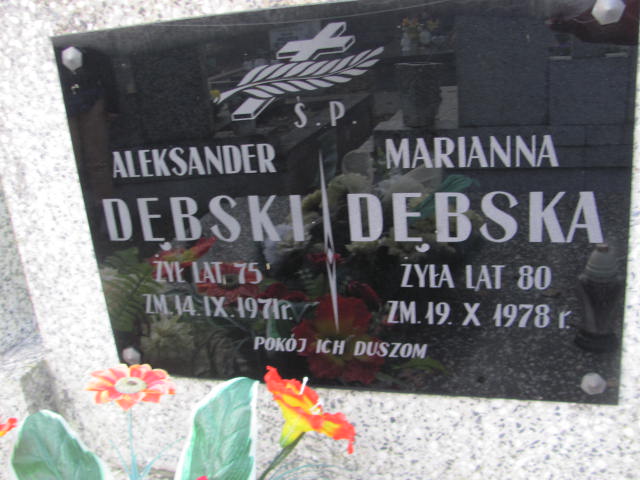 Ś.P.
ALEKSANDER
DĘBSKI
ŻYŁ LAT 75
ZM. 14. IX. 1971 r.
MARIANNA
DĘBSKA
ŻYŁA LAT 80
ZM. 19. X 1978 r.
POKÓJ ICH DUSZOM